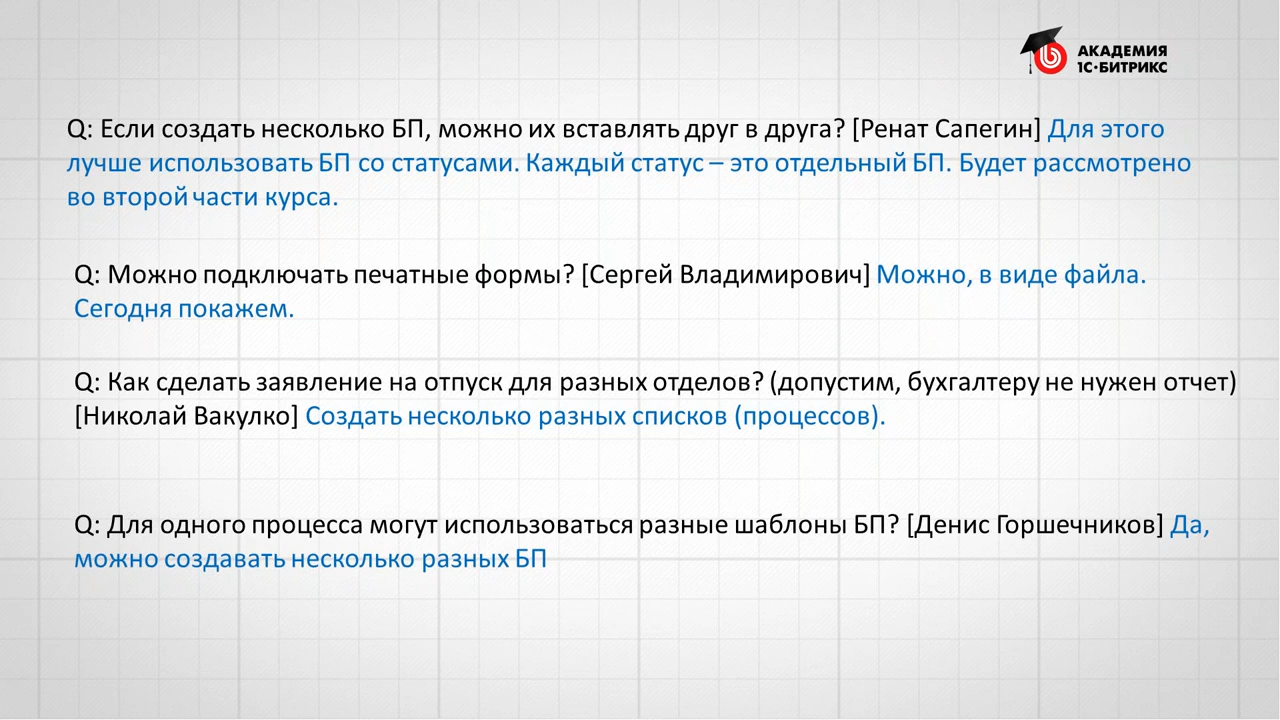 АКАДЕМИЯ
1С•БИТРИКС
Q: Если создать несколько БП, можно их вставлять друг в друга? [Ренат Сапегин] Для этого
лучше использовать БП со статусами. Каждый статус – это отдельный БП. Будет рассмотрено
во второй части курса.
Q: Можно подключать печатные формы? [Сергей Владимирович] Можно, в виде файла.
Сегодня покажем.
Q: Как сделать заявление на отпуск для разных отделов? (допустим, бухгалтеру не нужен отчет)
[Николай Вакулко] Создать несколько разных списков (процессов).
Q: Для одного процесса могут использоваться разные шаблоны БП? [Денис Горшечников] Да,
можно создавать несколько разных БП